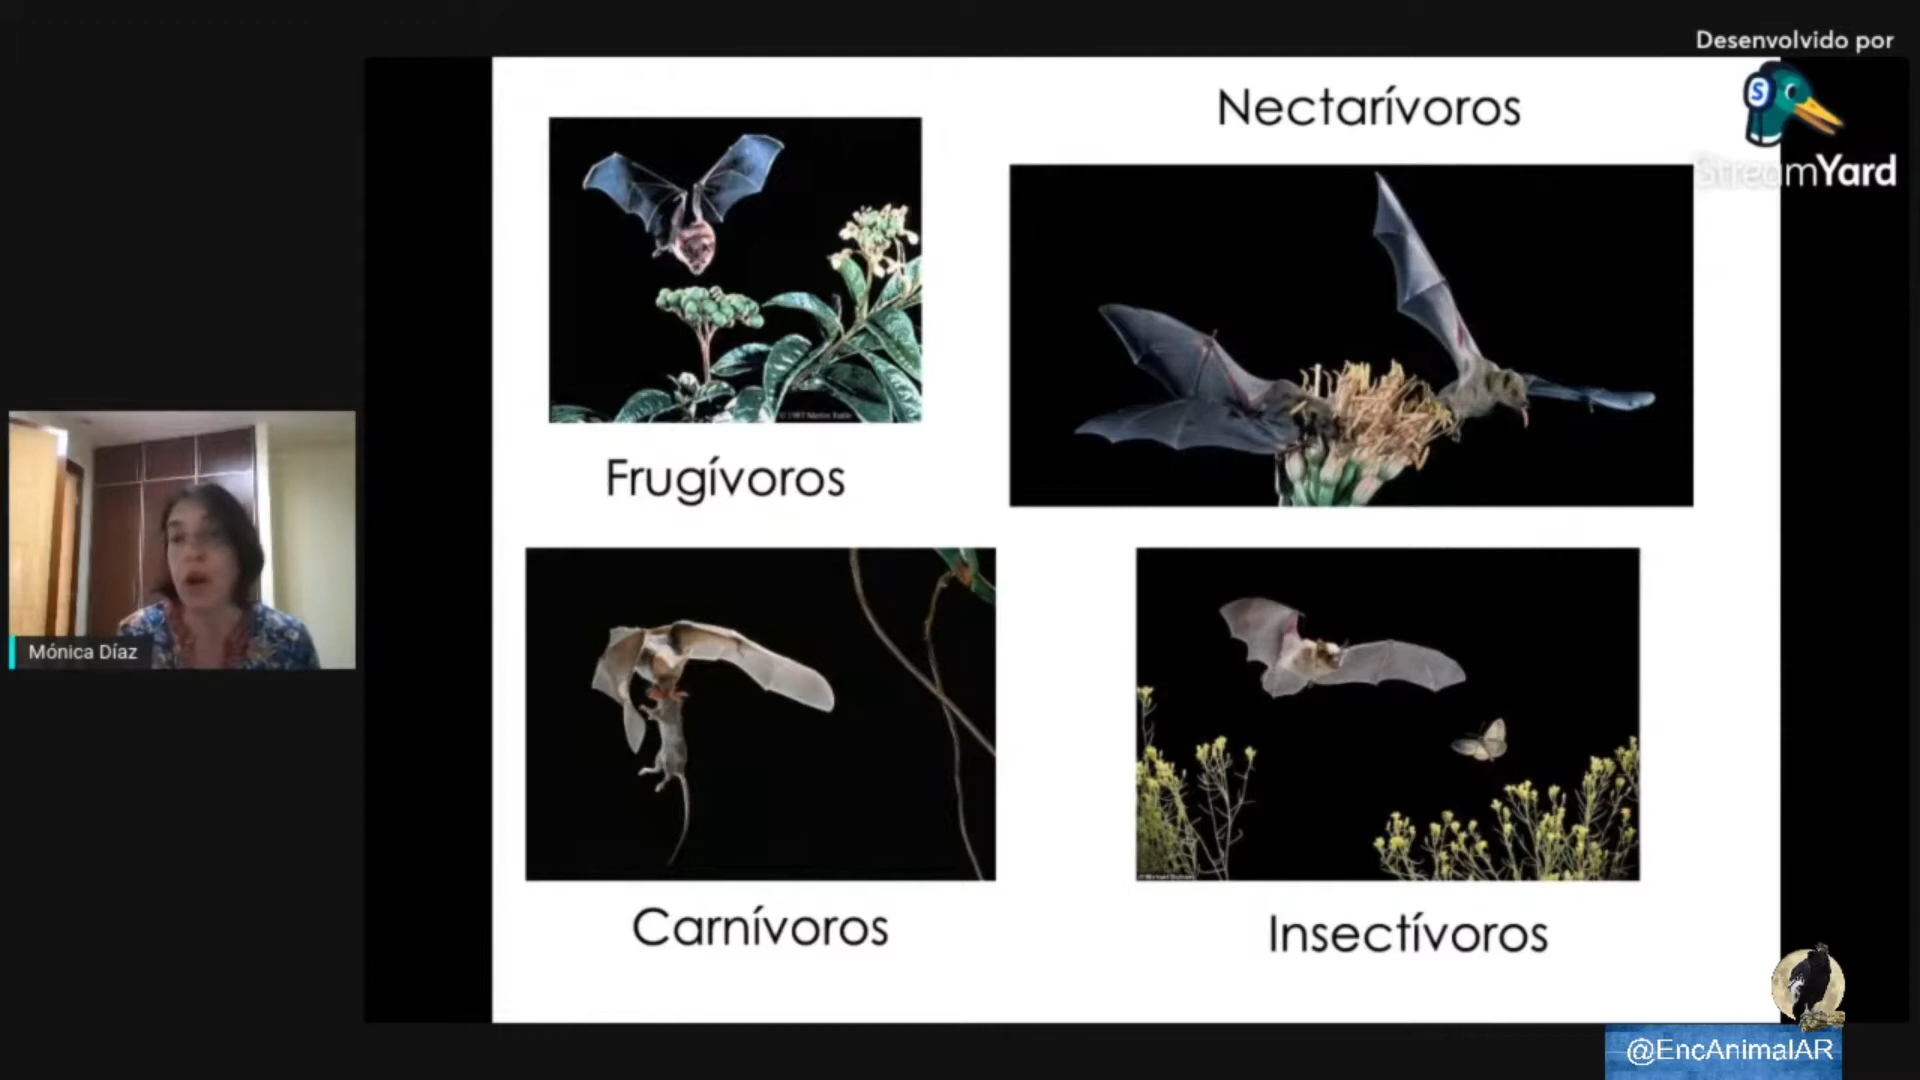 Desenvolvido por
StreamYard
Nectarívoros
Frugívoros
Mónica Díaz
Carnívoros
Insectívoros
@EncAnimalAR